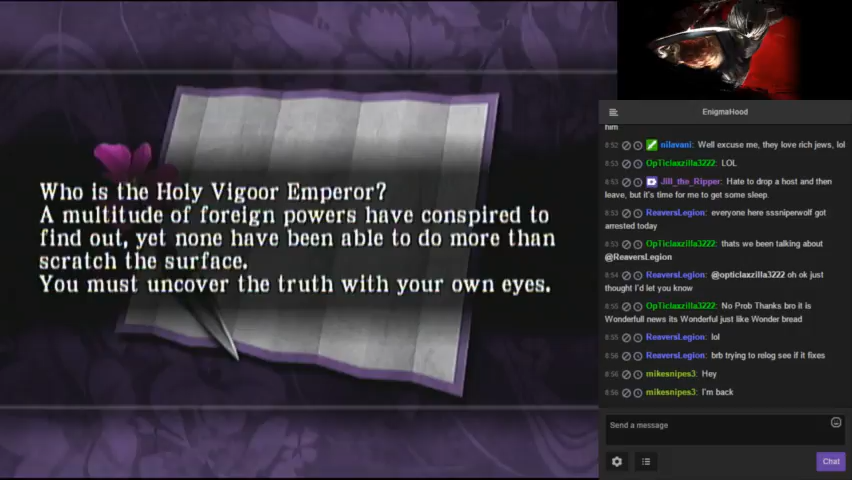 Who is the Holy Vigoor Emperor?
A multitude of foreign powers have conspired to
find out, yet none have been able to do more than
scratch the surface.
You must uncover the truth with your own eyes.
EnigmaHood
him
8:52 nilavani: Well excuse me, they love rich jews, lol
8:53 OpTiclaxzilla3222: LOL
8:53 Jill_the_Ripper: Hate to drop a host and then
leave, but it's time for me to get some sleep.
8:53 ReaversLegion: everyone here sssniperwolf got
arrested today
8:53 OpTiclaxzilla3222: thats we been talking about
@ReaversLegion
8:54 ReaversLegion: @opticlaxzilla3222 oh ok just
thought I'd let you know
8:55 OpTiclaxzilla3222: No Prob Thanks bro it is
Wonderfull news its Wonderful just like Wonder bread
8:55 ReaversLegion: lol
8:56 ReaversLegion: brb trying to relog see if it fixes
8:56 mikesnipes3: Hey
8:56 mikesnipes3: I'm back
Send a message
Chat